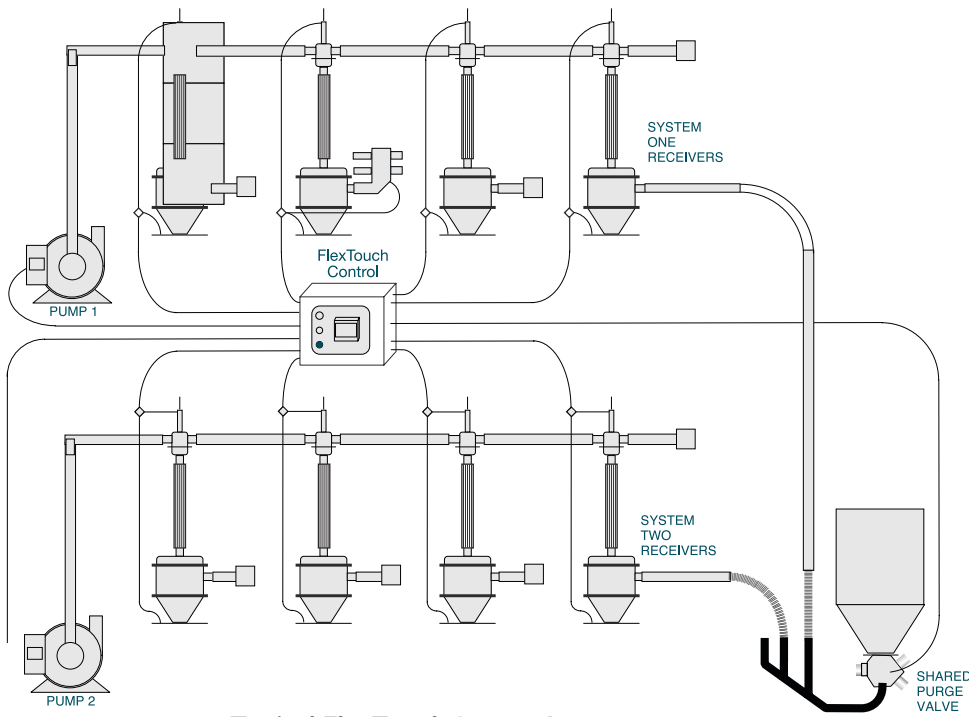 SYSTEM
ONE
RECEIVERS
FlexTouch
Control
PUMP 1
SYSTEM
TWO
RECEIVERS
PUMP 2
SHARED
PURGE
VALVE